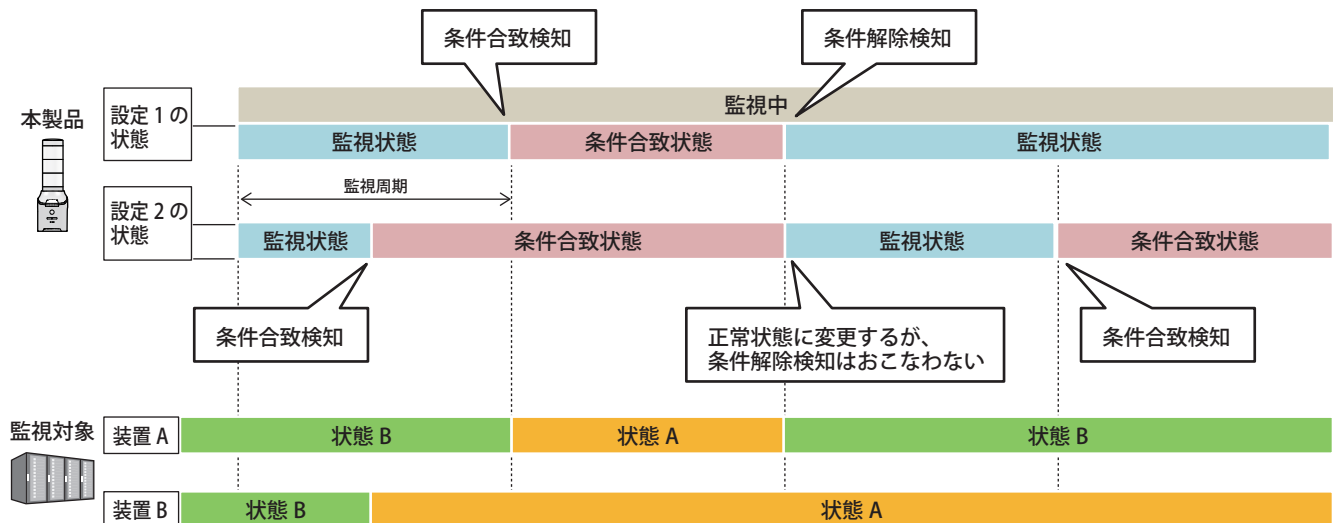 条件合致検知
条件解除検知
本製品
設定 1 の
状態
監視中
監視状態
条件合致状態
監視状態
監視周期
設定 2 の
状態
監視状態
条件合致状態
監視状態
条件合致状態
条件合致検知
正常状態に変更するが、
条件解除検知はおこなわない
条件合致検知
監視対象
装置 A
状態 B
状態 A
状態 B
装置 B
状態 B
状態 A